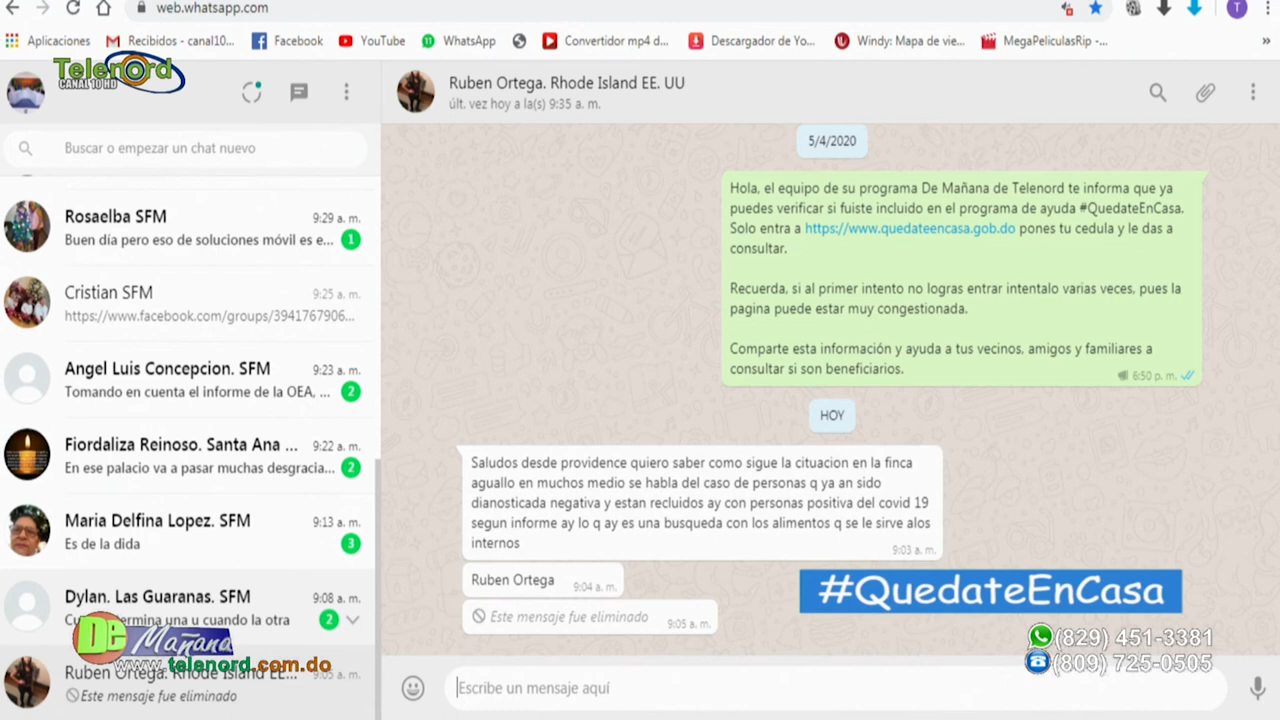 web.whatsapp.com
T
Aplicaciones
Recibidos - canal10...
Facebook
YouTube
WhatsApp
Convertidor mp4 d...
Descargador de Yo...
Windy: Mapa de vie...
MegaPeliculasRip -...
»
Telenord
CANAL 10 HD
Buscar o empezar un chat nuevo
Rosaelba SFM 9:29 a. m.
Buen día pero eso de soluciones móvil es e... 1
Cristian SFM 9:25 a. m.
https://www.facebook.com/groups/3941767906...
Angel Luis Concepcion. SFM 9:23 a. m.
Tomando en cuenta el informe de la OEA, ... 2
Fiordaliza Reinoso. Santa Ana ... 9:22 a. m.
En ese palacio va a pasar muchas desgracia... 2
Maria Delfina Lopez. SFM 9:13 a. m.
Es de la dida 3
Dylan. Las Guaranas. SFM 9:08 a. m.
termina una u cuando la otra 2
De Mañana
www.telenord.com.do
Ruben Ortega. Rhode Island EE... 9:05 a. m.
Este mensaje fue eliminado
Ruben Ortega. Rhode Island EE. UU
últ. vez hoy a la(s) 9:35 a. m.
5/4/2020
Hola, el equipo de su programa De Mañana de Telenord te informa que ya
puedes verificar si fuiste incluido en el programa de ayuda #QuedateEnCasa.
Solo entra a https://www.quedateencasa.gob.do pones tu cedula y le das a
consultar.
Recuerda, si al primer intento no logras entrar intentalo varias veces, pues la
pagina puede estar muy congestionada.
Comparte esta información y ayuda a tus vecinos, amigos y familiares a
consultar si son beneficiarios.
6:50 p. m.
HOY
Saludos desde providence quiero saber como sigue la cituacion en la finca
aguallo en muchos medio se habla del caso de personas q ya an sido
dianosticada negativa y estan recluidos ay con personas positiva del covid 19
segun informe ay lo q ay es una busqueda con los alimentos q se le sirve alos
internos
9:03 a. m.
Ruben Ortega 9:04 a. m.
Este mensaje fue eliminado 9:05 a. m.
#QuedateEnCasa
(829) 451-3381
(809) 725-0505
Escribe un mensaje aquí